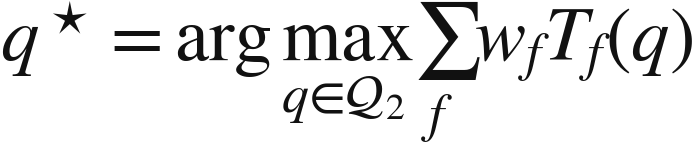 q^⋆ = arg max_{q∈𝒬_2} ∑_f w_f T_f(q)